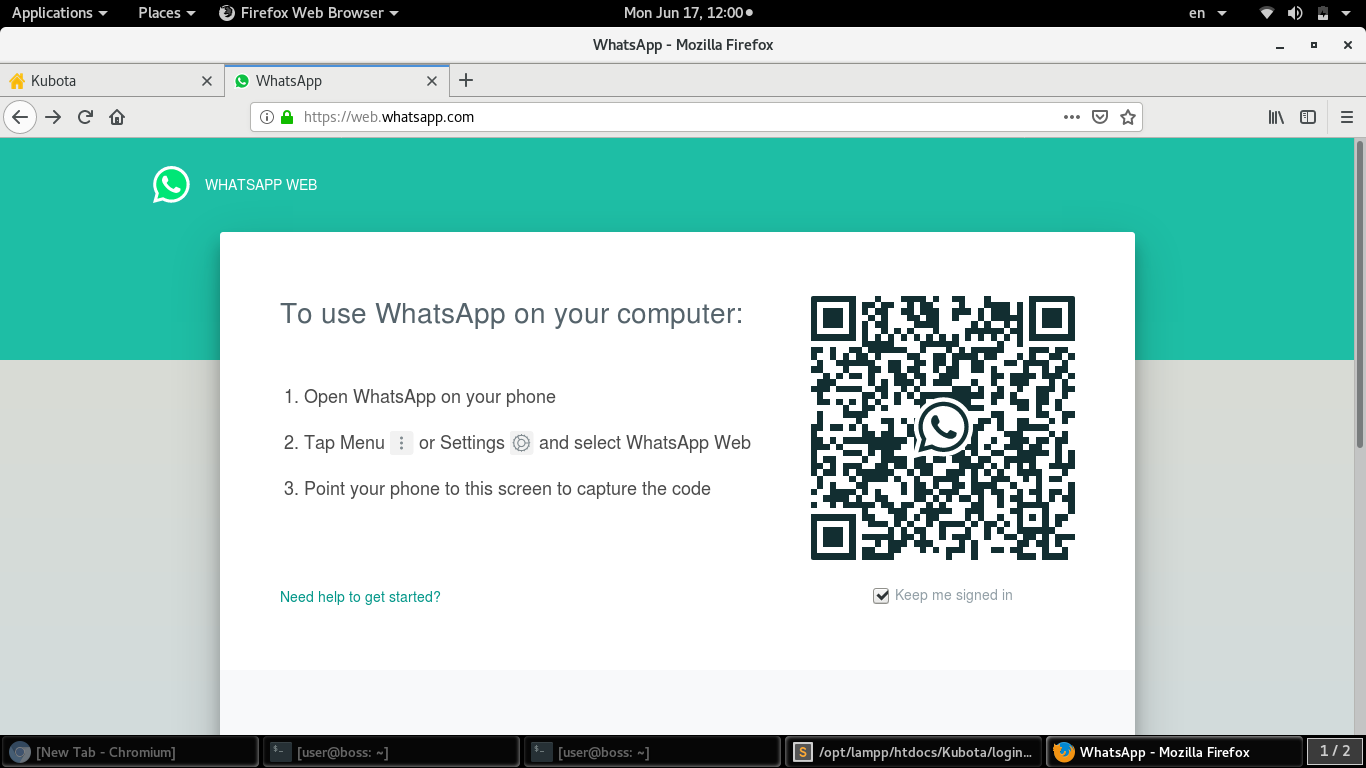 Applications Places Firefox Web Browser Mon Jun 17, 12:00 en
WhatsApp - Mozilla Firefox
Kubota WhatsApp
https://web.whatsapp.com
WHATSAPP WEB
To use WhatsApp on your computer:
1. Open WhatsApp on your phone
2. Tap Menu or Settings and select WhatsApp Web
3. Point your phone to this screen to capture the code
Need help to get started?
Keep me signed in
[New Tab - Chromium] [user@boss: ~] [user@boss: ~] /opt/lampp/htdocs/Kubota/login... WhatsApp - Mozilla Firefox 1 / 2